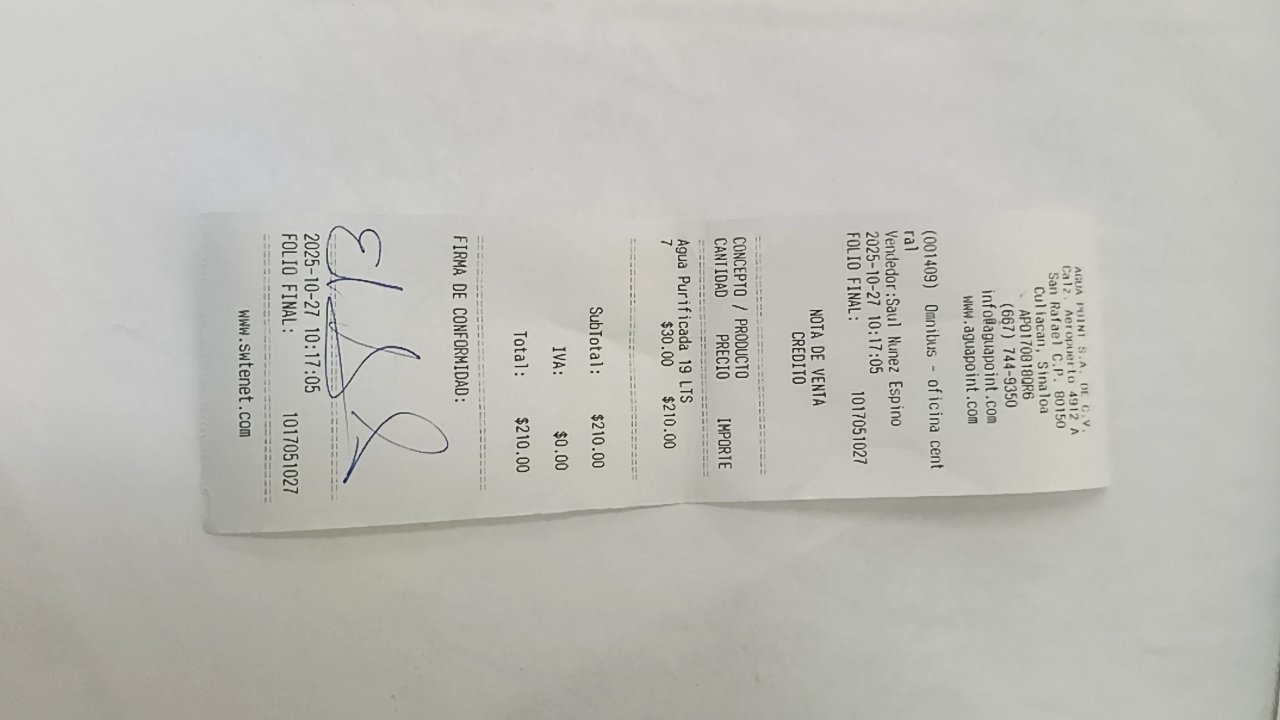 AGUA POINT S.A. DE C.V.
Calz. Aeropuerto 4912 A
San Rafael C.P. 80150
Culiacan, Sinaloa
APO170818QR6
(667) 744-9350
info@aguapoint.com
www.aguapoint.com
(001409) Omnibus - oficina cent
ral
Vendedor:Saul Nunez Espino
2025-10-27 10:17:05
FOLIO FINAL: 1017051027
NOTA DE VENTA
CREDITO
CONCEPTO / PRODUCTO
CANTIDAD PRECIO IMPORTE
Agua Purificada 19 LTS
7 $30.00 $210.00
SubTotal: $210.00
IVA: $0.00
Total: $210.00
FIRMA DE CONFORMIDAD:
2025-10-27 10:17:05
FOLIO FINAL: 1017051027
www.swtenet.com